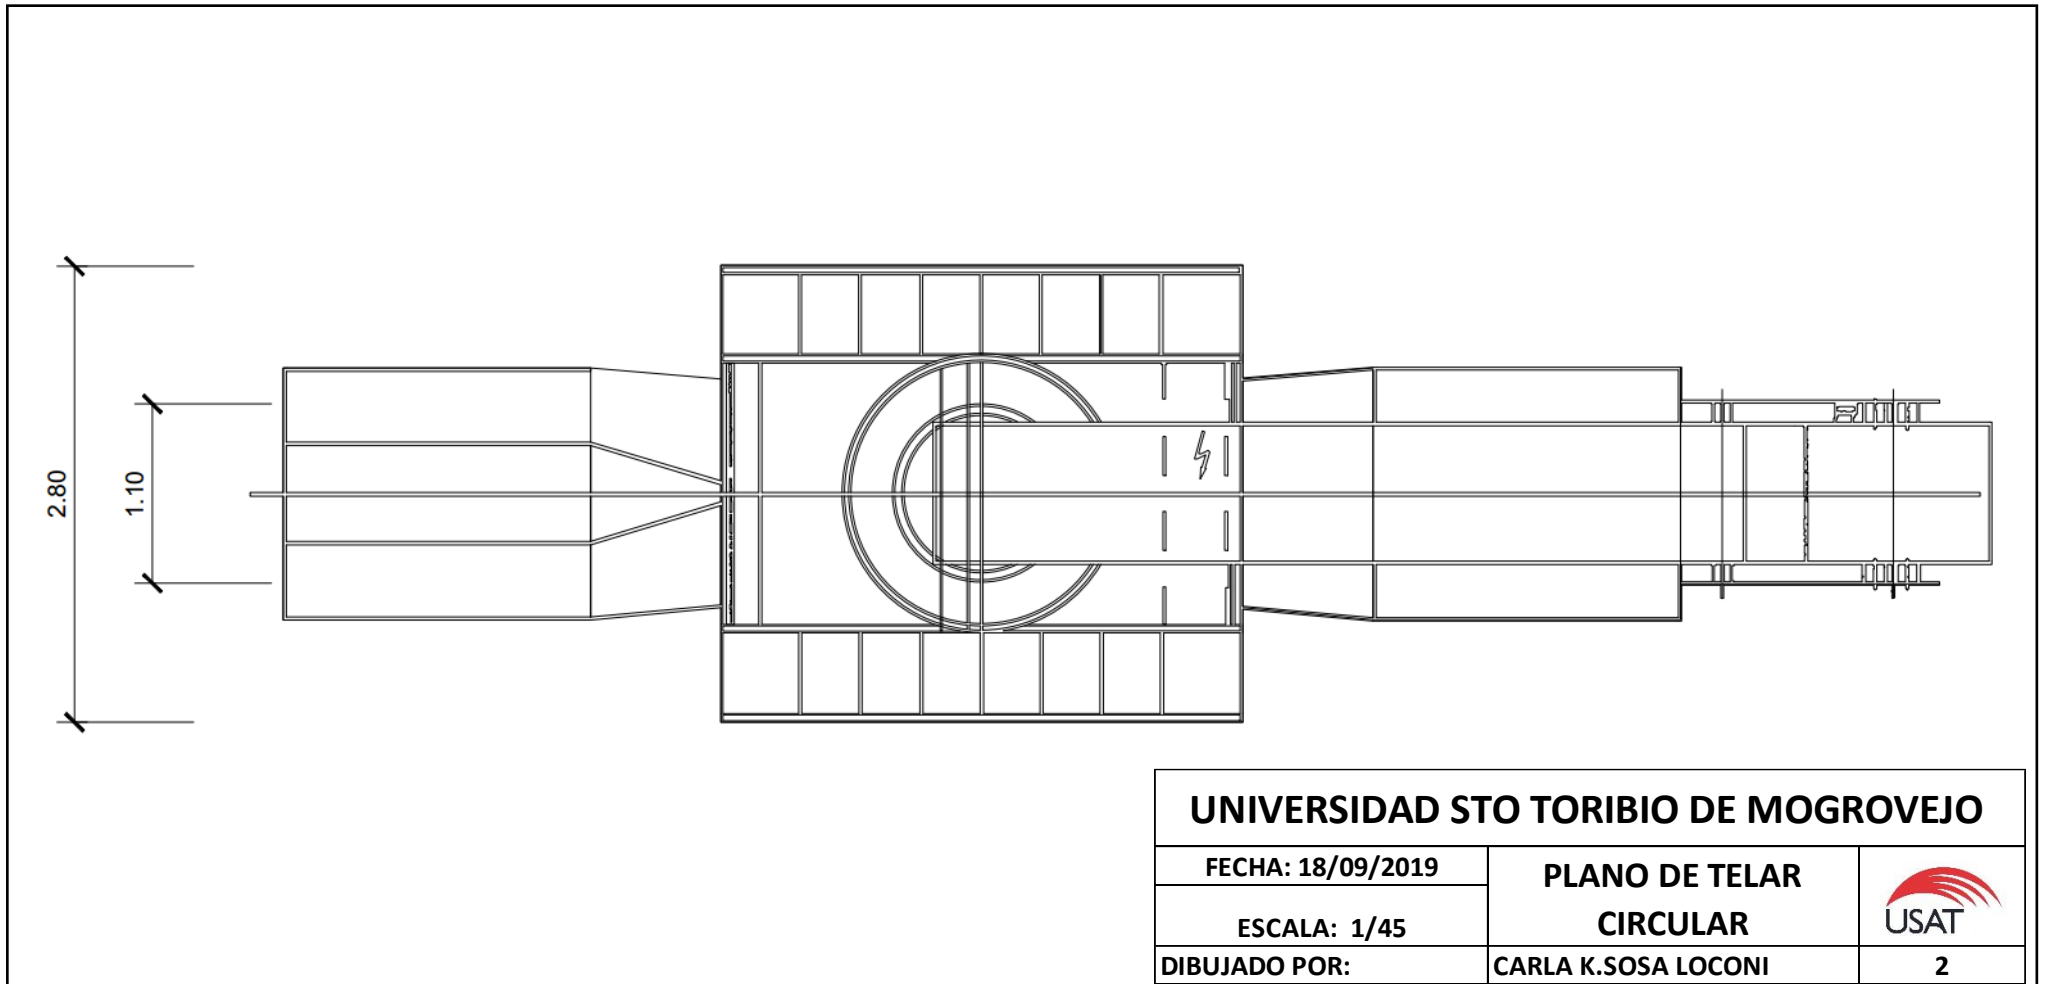 2.80
1.10
UNIVERSIDAD STO TORIBIO DE MOGROVEJO
FECHA: 18/09/2019
ESCALA: 1/45
PLANO DE TELAR
CIRCULAR
USAT
DIBUJADO POR:
CARLA K.SOSA LOCONI
2